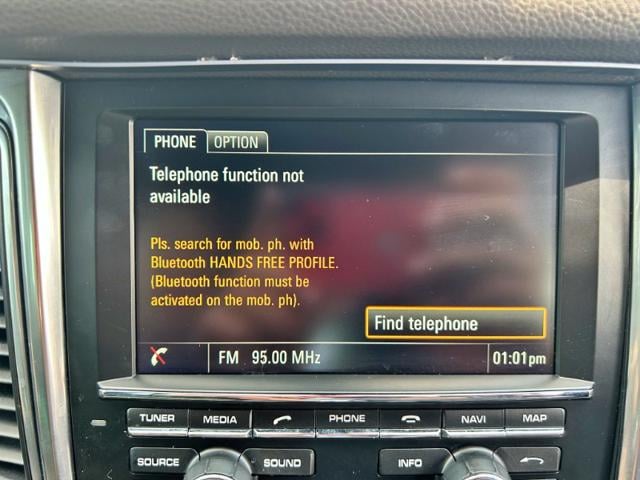 PHONE OPTION
Telephone function not
available
Pls. search for mob. ph. with
Bluetooth HANDS FREE PROFILE.
(Bluetooth function must be
activated on the mob. ph).
Find telephone
FM 95.00 MHz 01:01 pm
TUNER MEDIA PHONE NAVI MAP
SOURCE SOUND INFO